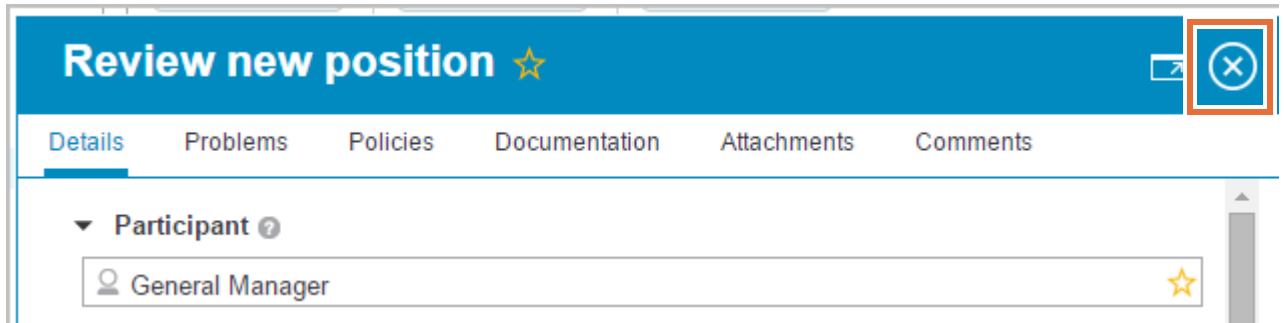 Review new position
Details Problems Policies Documentation Attachments Comments
Participant
General Manager